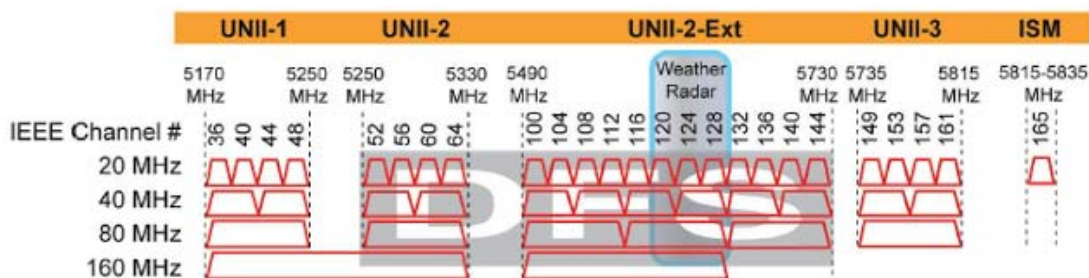 UNII-1 UNII-2 UNII-2-Ext UNII-3 ISM
5170 MHz 5250 MHz 5250 MHz 5330 MHz 5490 MHz Weather Radar 5730 MHz 5735 MHz 5815 MHz 5815-5835 MHz
IEEE Channel # 36 40 44 48 52 56 60 64 100 104 108 112 116 120 124 128 132 136 140 144 149 153 157 161 165
20 MHz
40 MHz
DFS
80 MHz
160 MHz